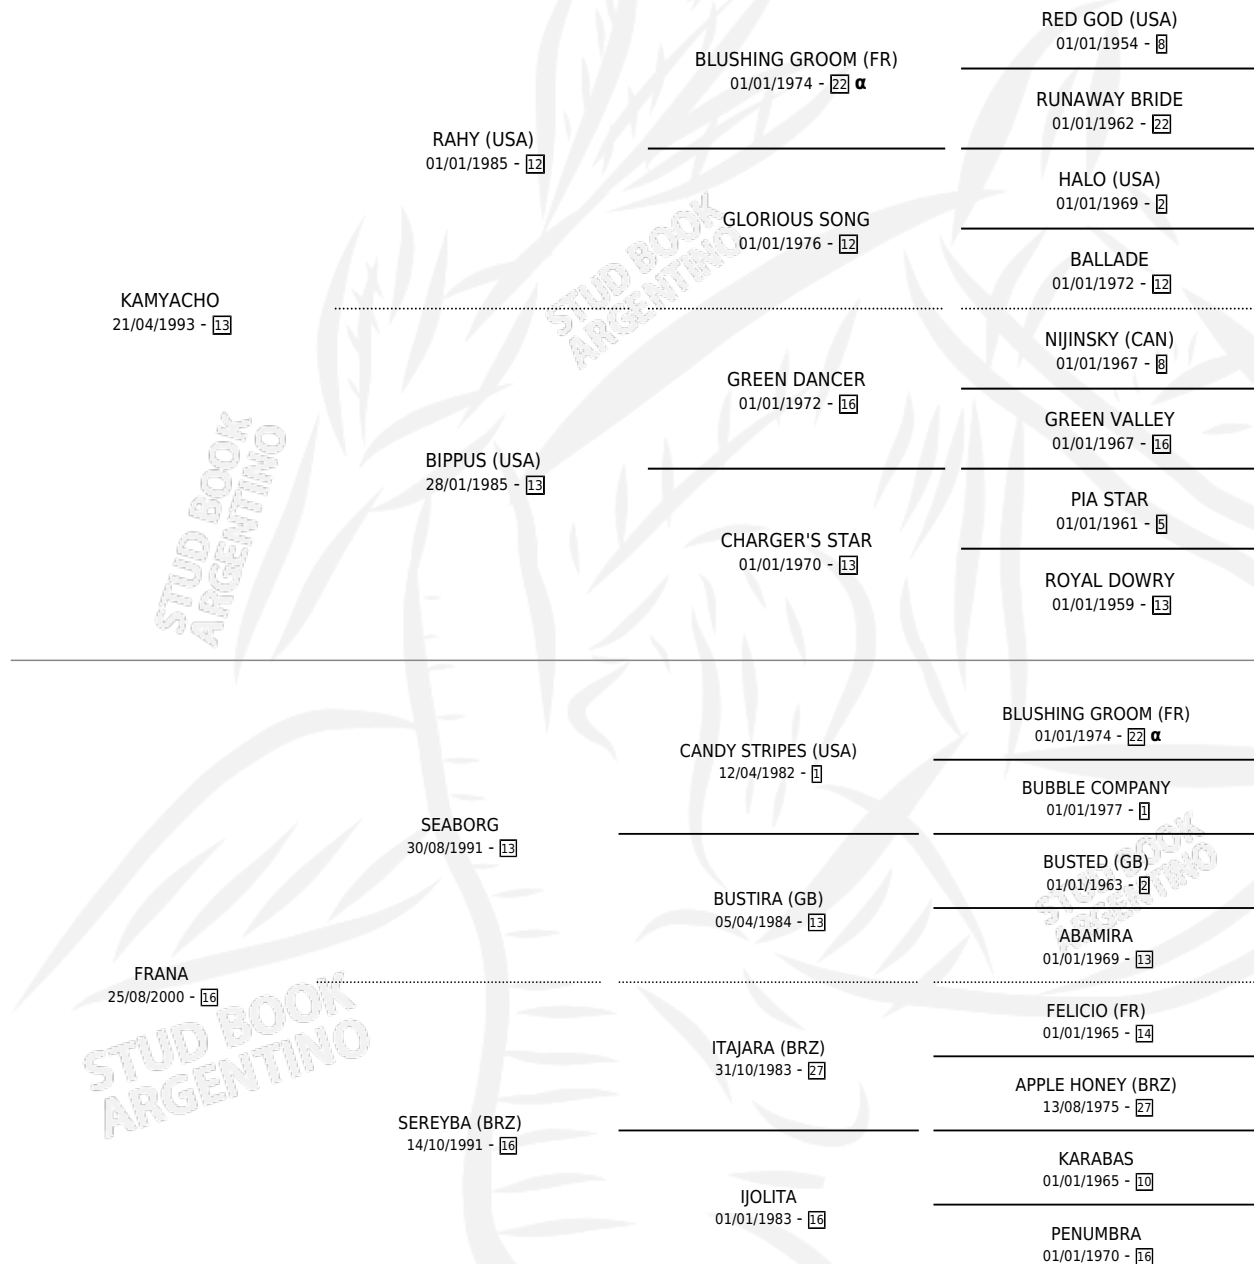 RED GOD (USA)
01/01/1954 - 8
BLUSHING GROOM (FR)
01/01/1974 - 22 α
RUNAWAY BRIDE
01/01/1962 - 22
RAHY (USA)
01/01/1985 - 12
HALO (USA)
01/01/1969 - 2
GLORIOUS SONG
01/01/1976 - 12
BALLADE
01/01/1972 - 12
KAMYACHO
21/04/1993 - 13
NIJINSKY (CAN)
01/01/1967 - 8
GREEN DANCER
01/01/1972 - 16
GREEN VALLEY
01/01/1967 - 16
BIPPUS (USA)
28/01/1985 - 13
PIA STAR
01/01/1961 - 5
CHARGER'S STAR
01/01/1970 - 13
ROYAL DOWRY
01/01/1959 - 13
STUD BOOK
ARGENTINO
STUD BOOK
ARGENTINO
BLUSHING GROOM (FR)
01/01/1974 - 22 α
CANDY STRIPES (USA)
12/04/1982 - 1
BUBBLE COMPANY
01/01/1977 - 1
SEABORG
30/08/1991 - 13
BUSTED (GB)
01/01/1963 - 2
BUSTIRA (GB)
05/04/1984 - 13
ABAMIRA
01/01/1969 - 13
FRANA
25/08/2000 - 16
FELICIO (FR)
01/01/1965 - 14
ITAJARA (BRZ)
31/10/1983 - 27
APPLE HONEY (BRZ)
13/08/1975 - 27
SEREYBA (BRZ)
14/10/1991 - 16
KARABAS
01/01/1965 - 10
IJOLITA
01/01/1983 - 16
PENUMBRA
01/01/1970 - 16
STUD BOOK
ARGENTINO
STUD BOOK
ARGENTINO